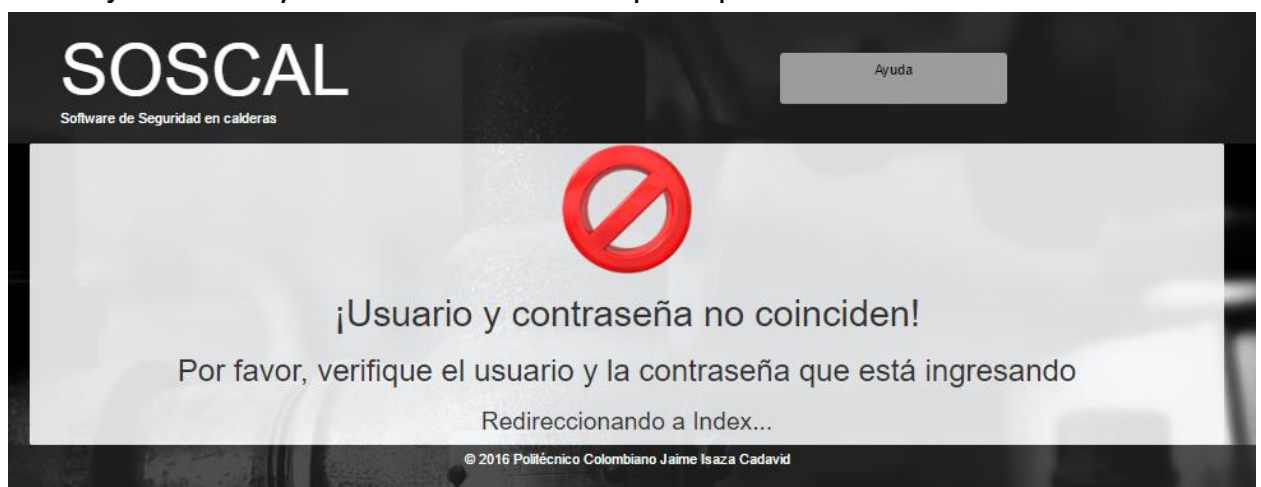 SOSCAL
Software de Seguridad en calderas
Ayuda
¡Usuario y contraseña no coinciden!
Por favor, verifique el usuario y la contraseña que está ingresando
Redireccionando a Index...
© 2016 Politécnico Colombiano Jaime Isaza Cadavid